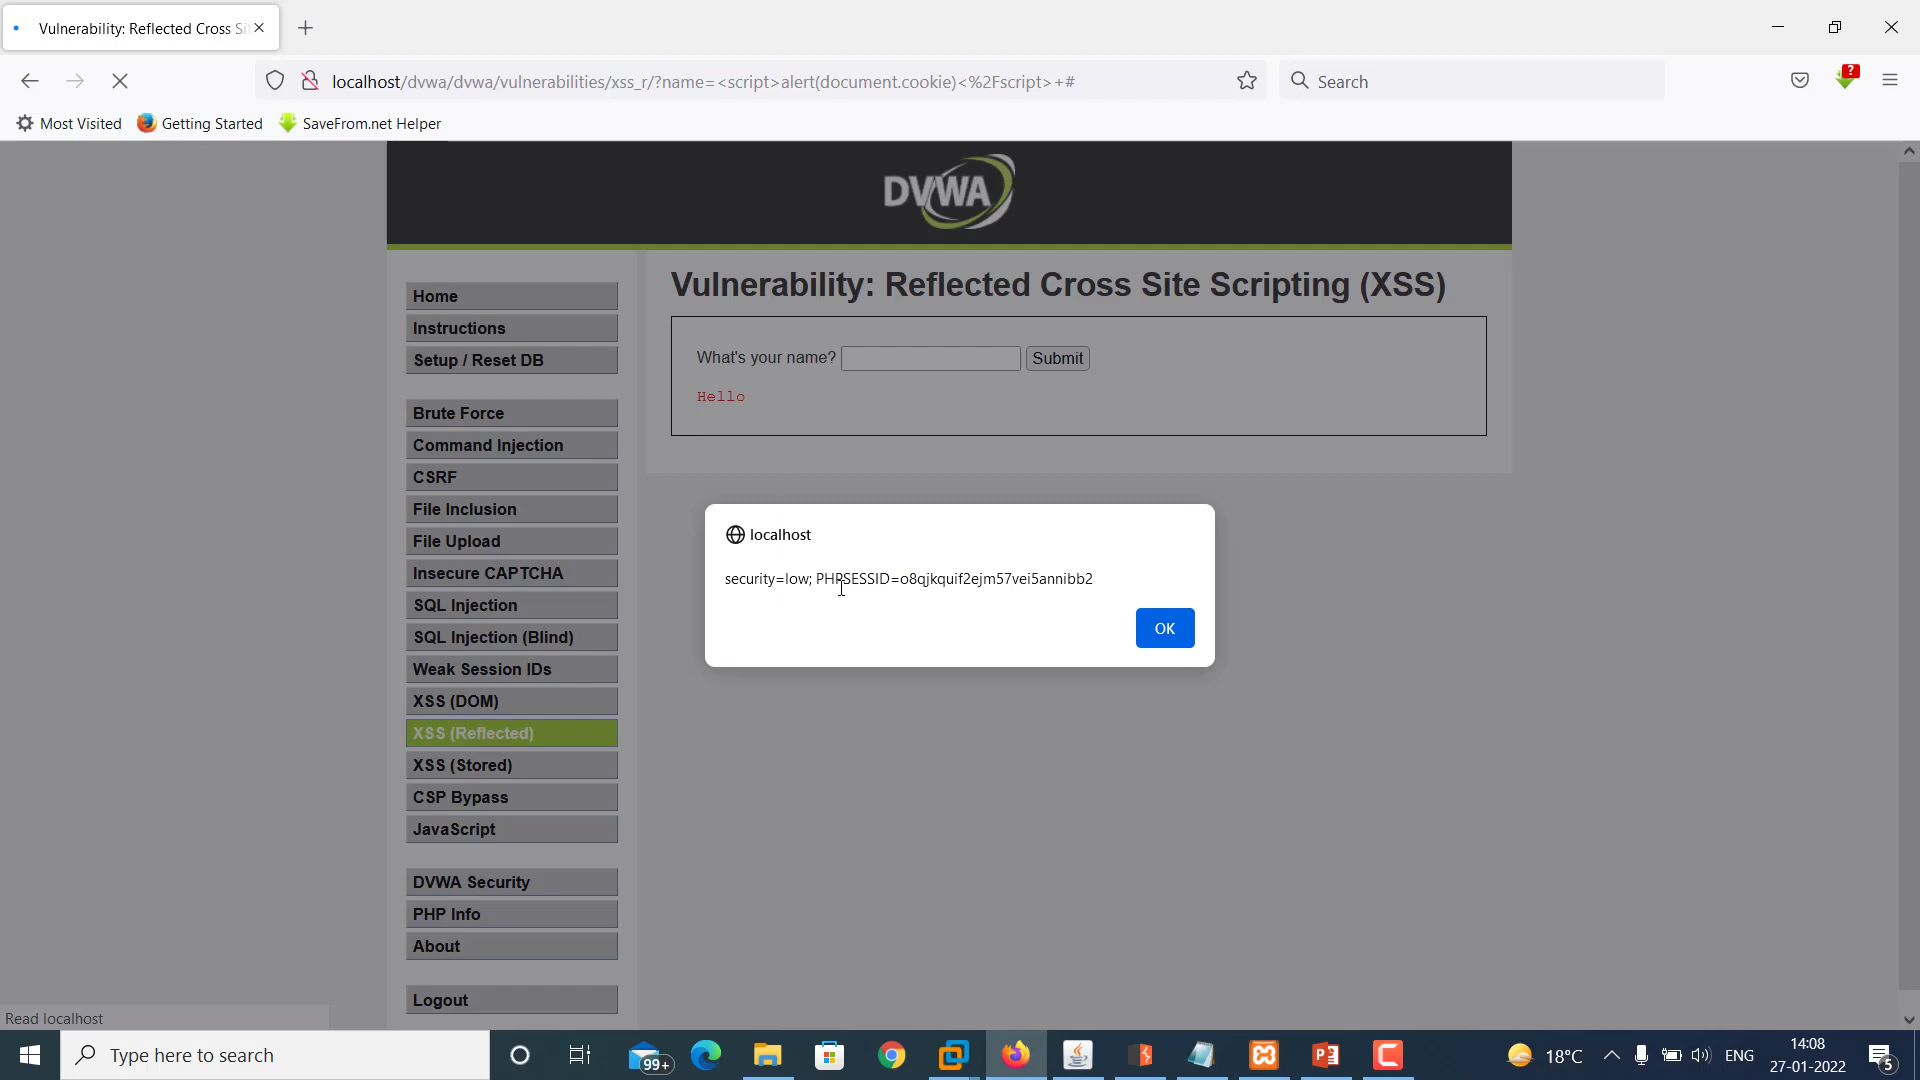 Vulnerability: Reflected Cross Si
localhost/dvwa/dvwa/vulnerabilities/xss_r/?name=<script>alert(document.cookie)<%2Fscript>+#
Search
?
Most Visited
Getting Started
SaveFrom.net Helper
DVWA
Home
Instructions
Setup / Reset DB
Brute Force
Command Injection
CSRF
File Inclusion
File Upload
Insecure CAPTCHA
SQL Injection
SQL Injection (Blind)
Weak Session IDs
XSS (DOM)
XSS (Reflected)
XSS (Stored)
CSP Bypass
JavaScript
DVWA Security
PHP Info
About
Logout
Vulnerability: Reflected Cross Site Scripting (XSS)
What's your name?
Submit
Hello
localhost
security=low; PHPSESSID=o8qjkquif2ejm57vei5annibb2
OK
Read localhost
Type here to search
99+
18°C
ENG
14:08
27-01-2022
5